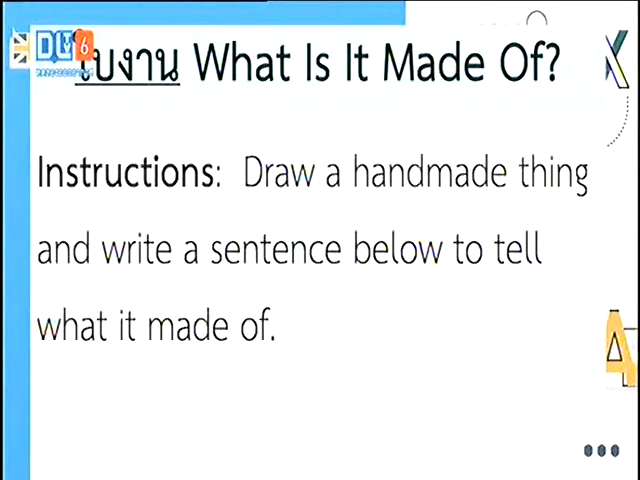 ใบงาน What Is It Made Of?
Instructions: Draw a handmade thing
and write a sentence below to tell
what it made of.
A